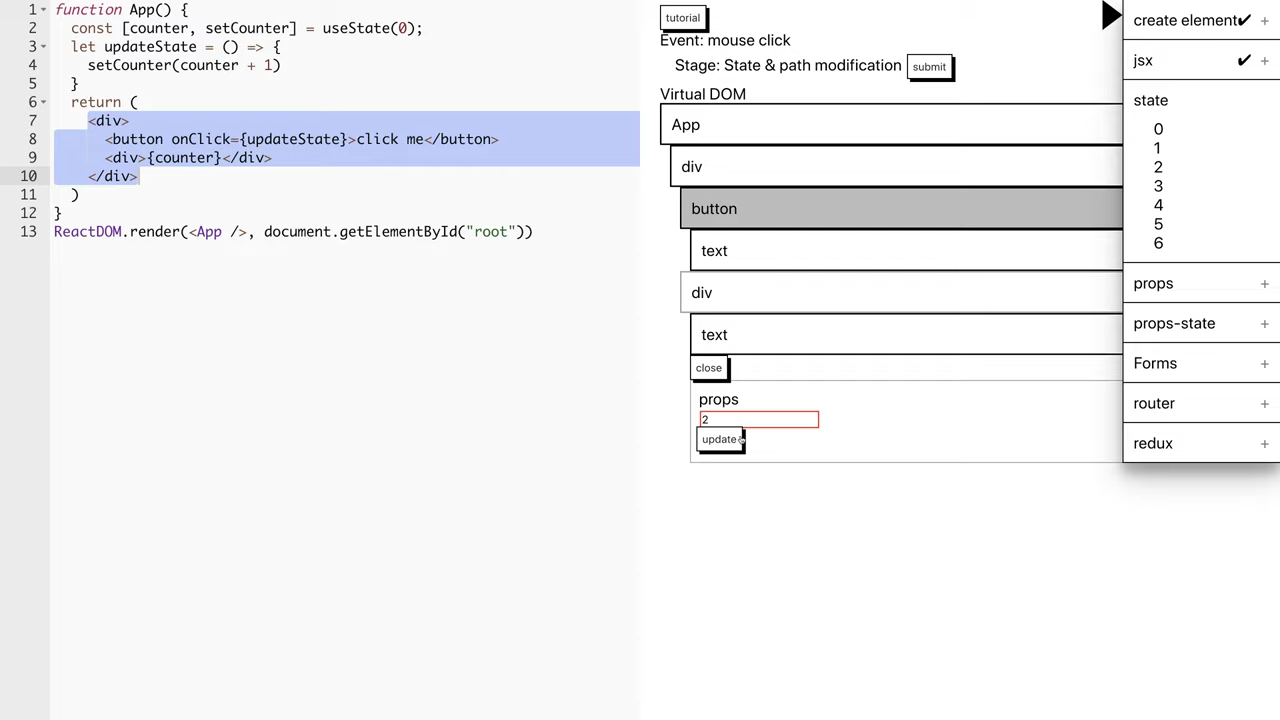 1 function App() {
2 const [counter, setCounter] = useState(0);
3 let updateState = () => {
4 setCounter(counter + 1)
5 }
6 return (
7 <div>
8 <button onClick={updateState}>click me</button>
9 <div>{counter}</div>
10 </div>
11 )
12 }
13 ReactDOM.render(<App />, document.getElementById("root"))
tutorial
Event: mouse click
Stage: State & path modification submit
Virtual DOM
App
div
button
text
div
text
close
props
2
update
create element✔ +
jsx ✔ +
state
0
1
2
3
4
5
6
props +
props-state +
Forms +
router +
redux +